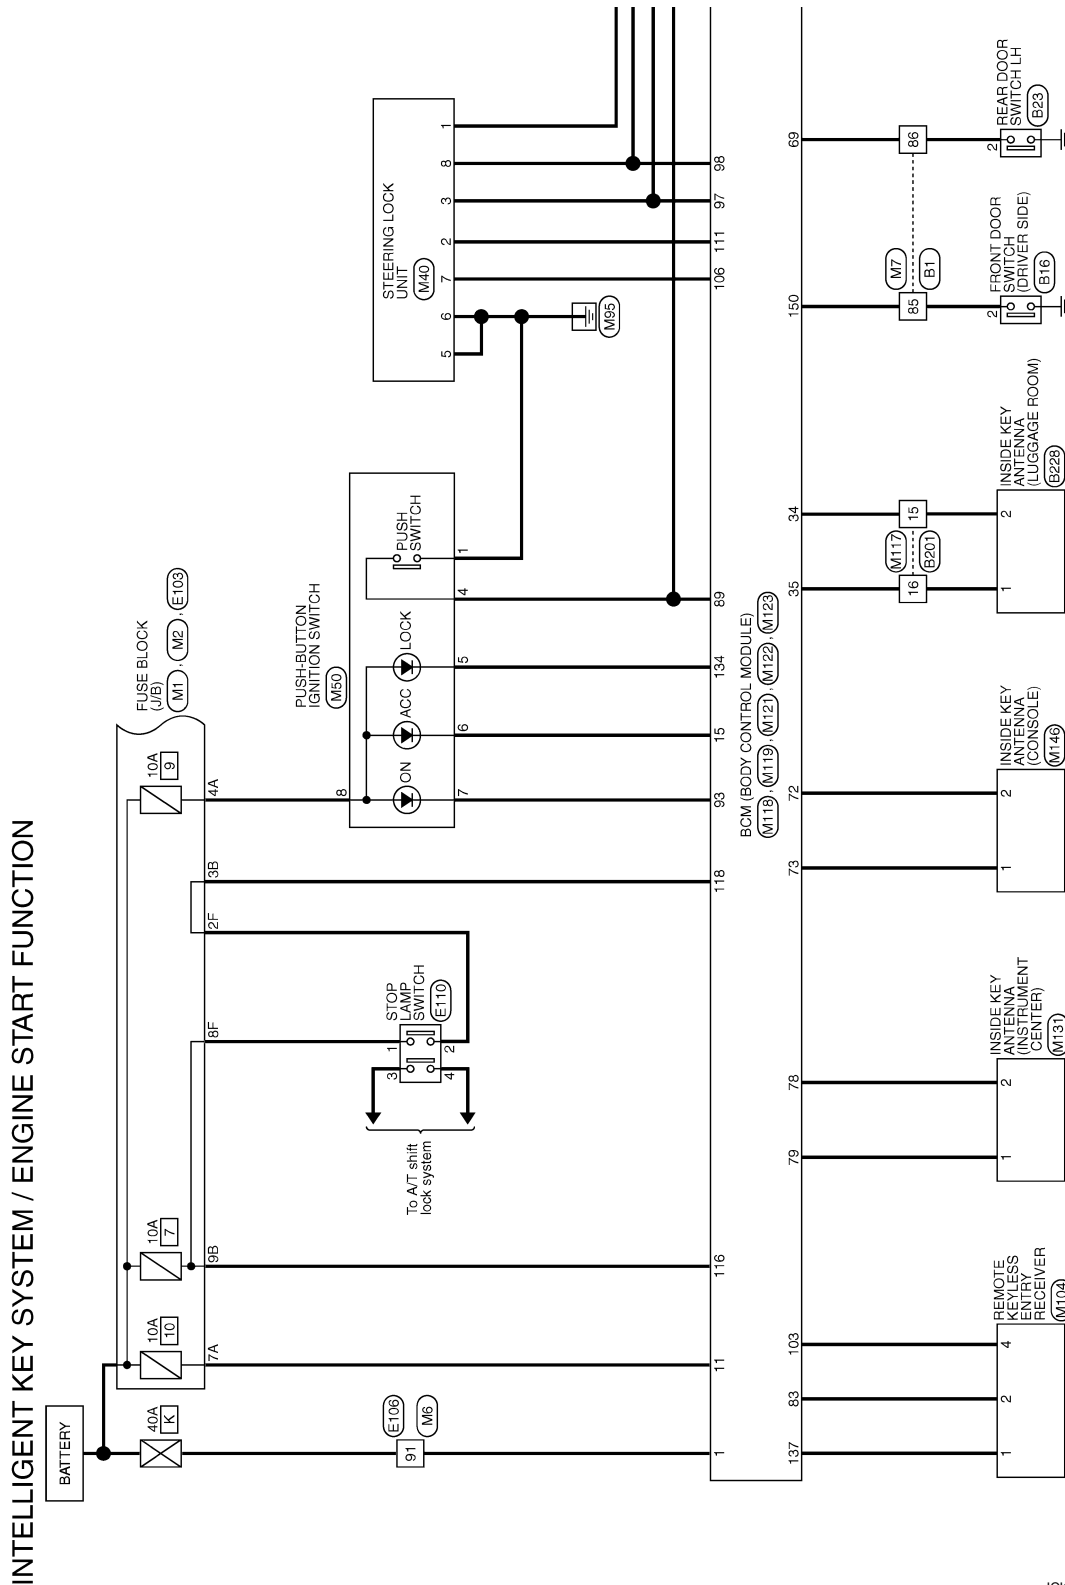 INTELLIGENT KEY SYSTEM / ENGINE START FUNCTION
BATTERY
40A
K
10A
10
10A
7
10A
9
FUSE BLOCK
(J/B)
M1 , M2 , E103
7A
9B
8F
2F
3B
4A
E106
M6
91
To A/T shift
lock system
3
1
4
2
STOP
LAMP
SWITCH
E110
PUSH-BUTTON
IGNITION SWITCH
M50
8
ON
ACC
LOCK
PUSH
SWITCH
7
6
5
4
1
STEERING LOCK
UNIT
M40
5
6
7
2
3
8
1
M95
1
11
116
118
93
15
134
89
106
111
97
98
BCM (BODY CONTROL MODULE)
M118 , M119 , M121 , M122 , M123
137
83
103
79
78
73
72
35
34
150
69
M117
B201
16
15
M7
B1
85
86
REMOTE
KEYLESS
ENTRY
RECEIVER
M104
1
2
4
INSIDE KEY
ANTENNA
(INSTRUMENT
CENTER)
M131
1
2
INSIDE KEY
ANTENNA
(CONSOLE)
M146
1
2
INSIDE KEY
ANTENNA
(LUGGAGE ROOM)
B228
1
2
FRONT DOOR
SWITCH
(DRIVER SIDE)
B16
2
REAR DOOR
SWITCH LH
B23
2